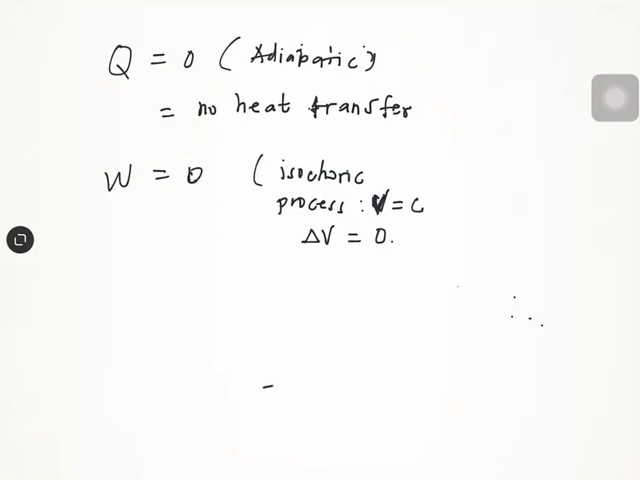 Q = 0 (Adiabatic)
= no heat transfer
W = 0 (isochoric
process : V = C
ΔV = 0.